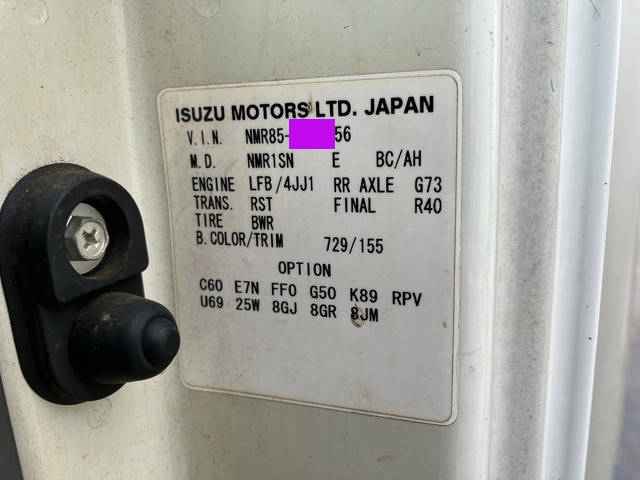 ISUZU MOTORS LTD. JAPAN
V.I.N. NMR85-56
M.D. NMR1SN E BC/AH
ENGINE LFB/4JJ1 RR AXLE G73
TRANS. RST FINAL R40
TIRE BWR
B.COLOR/TRIM 729/155
OPTION
C60 E7N FFO G50 K89 RPV
U69 25W 8GJ 8GR 8JM